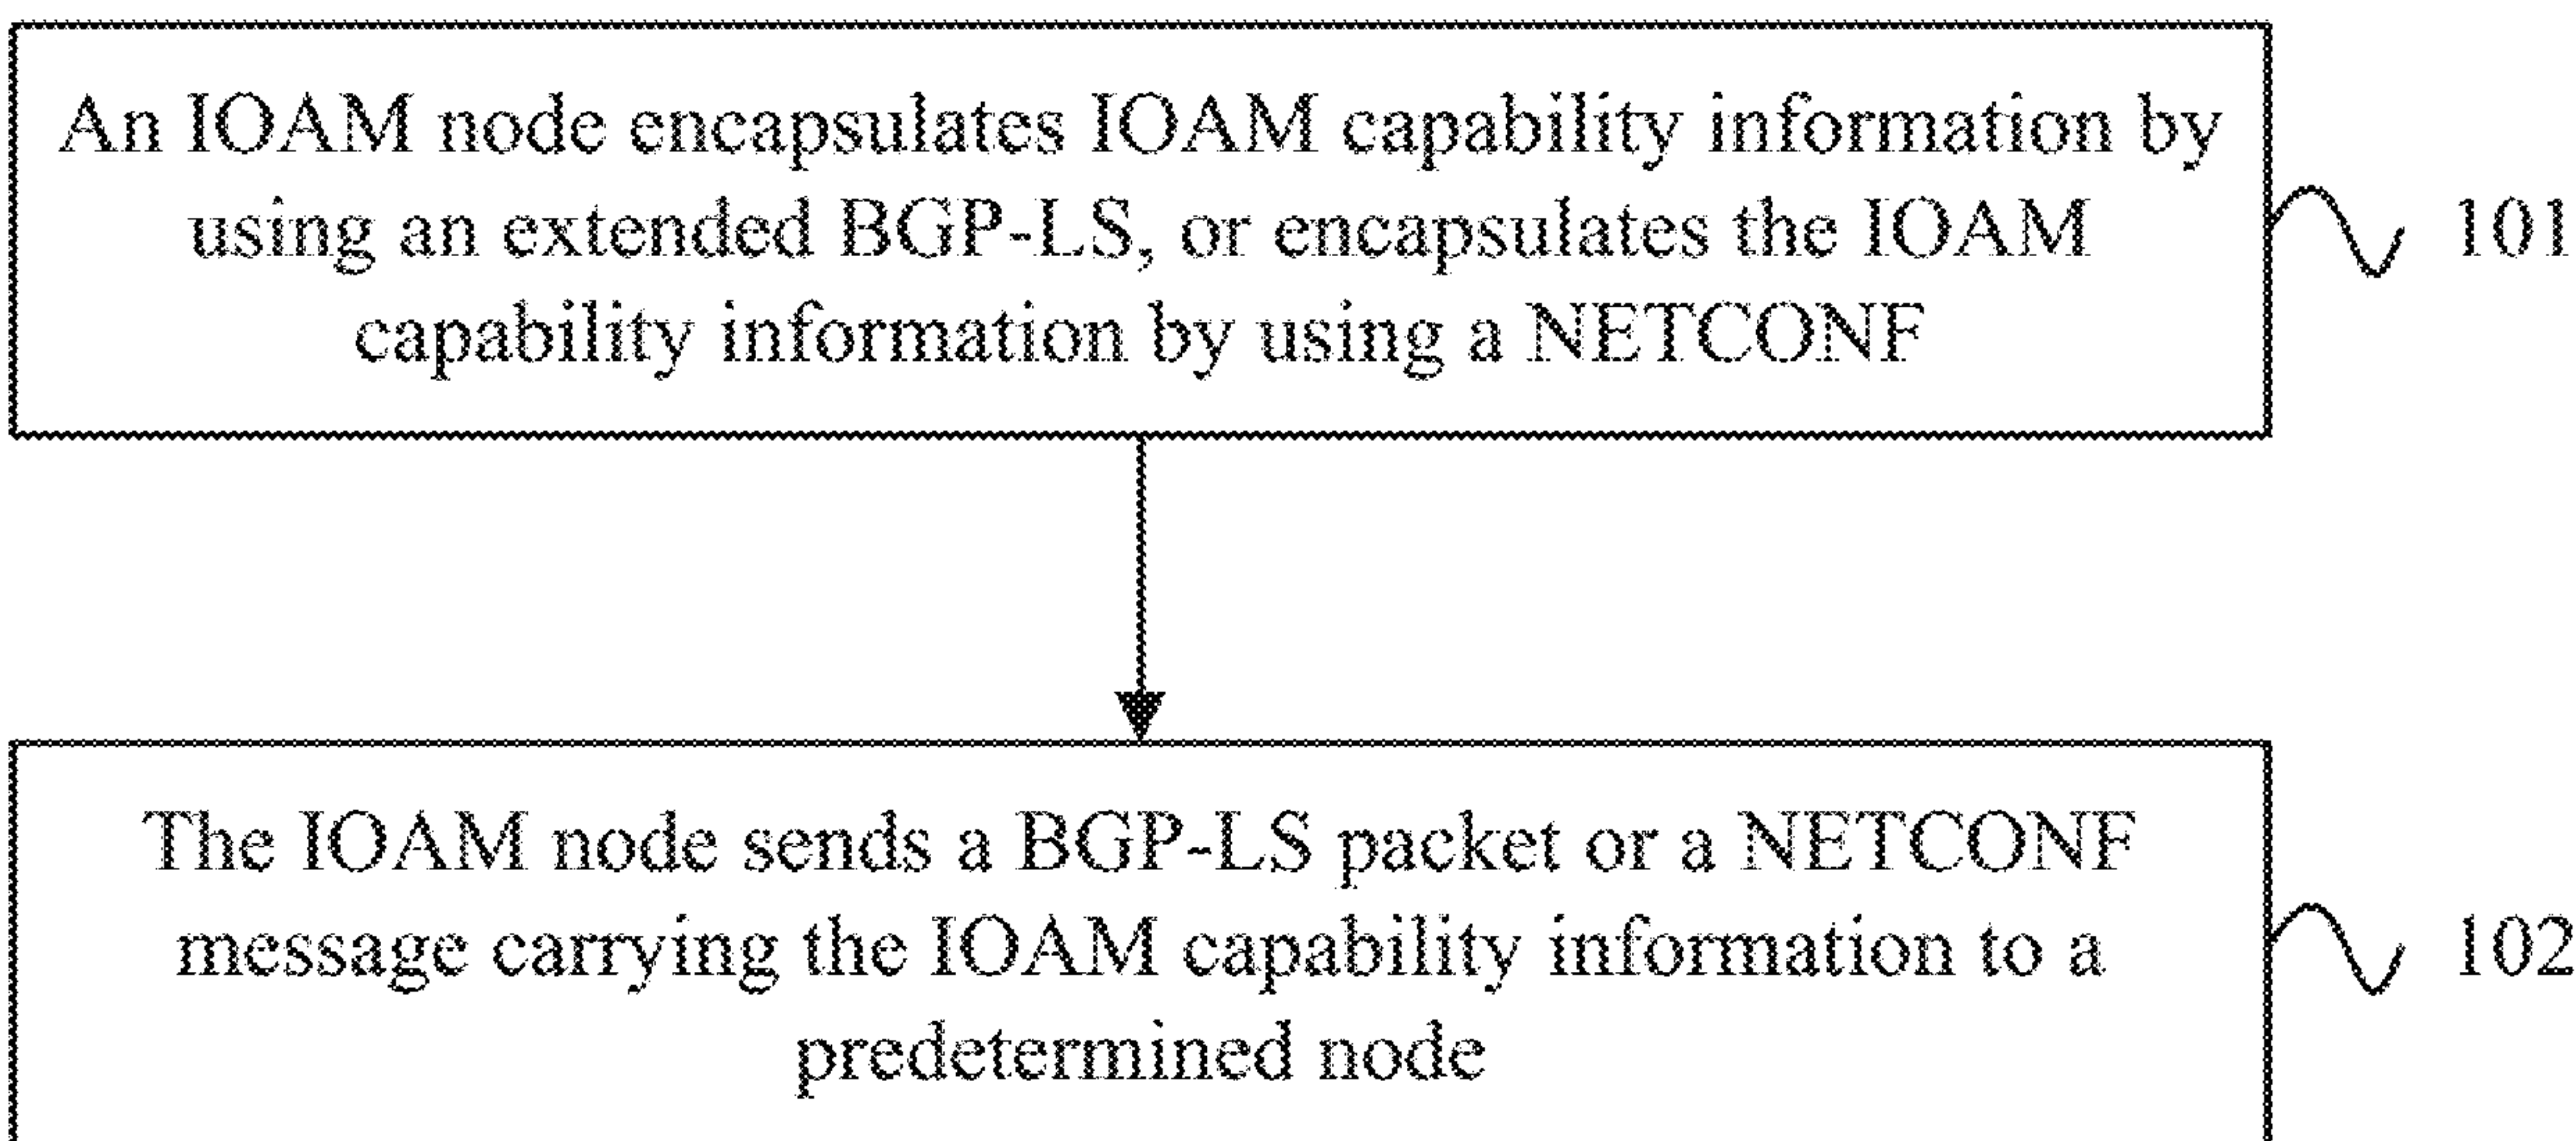 An IOAM node encapsulates IOAM capability information by
using an extended BGP-LS, or encapsulates the IOAM
capability information by using a NETCONF
101
The IOAM node sends a BGP-LS packet or a NETCONF
message carrying the IOAM capability information to a
predetermined node
102